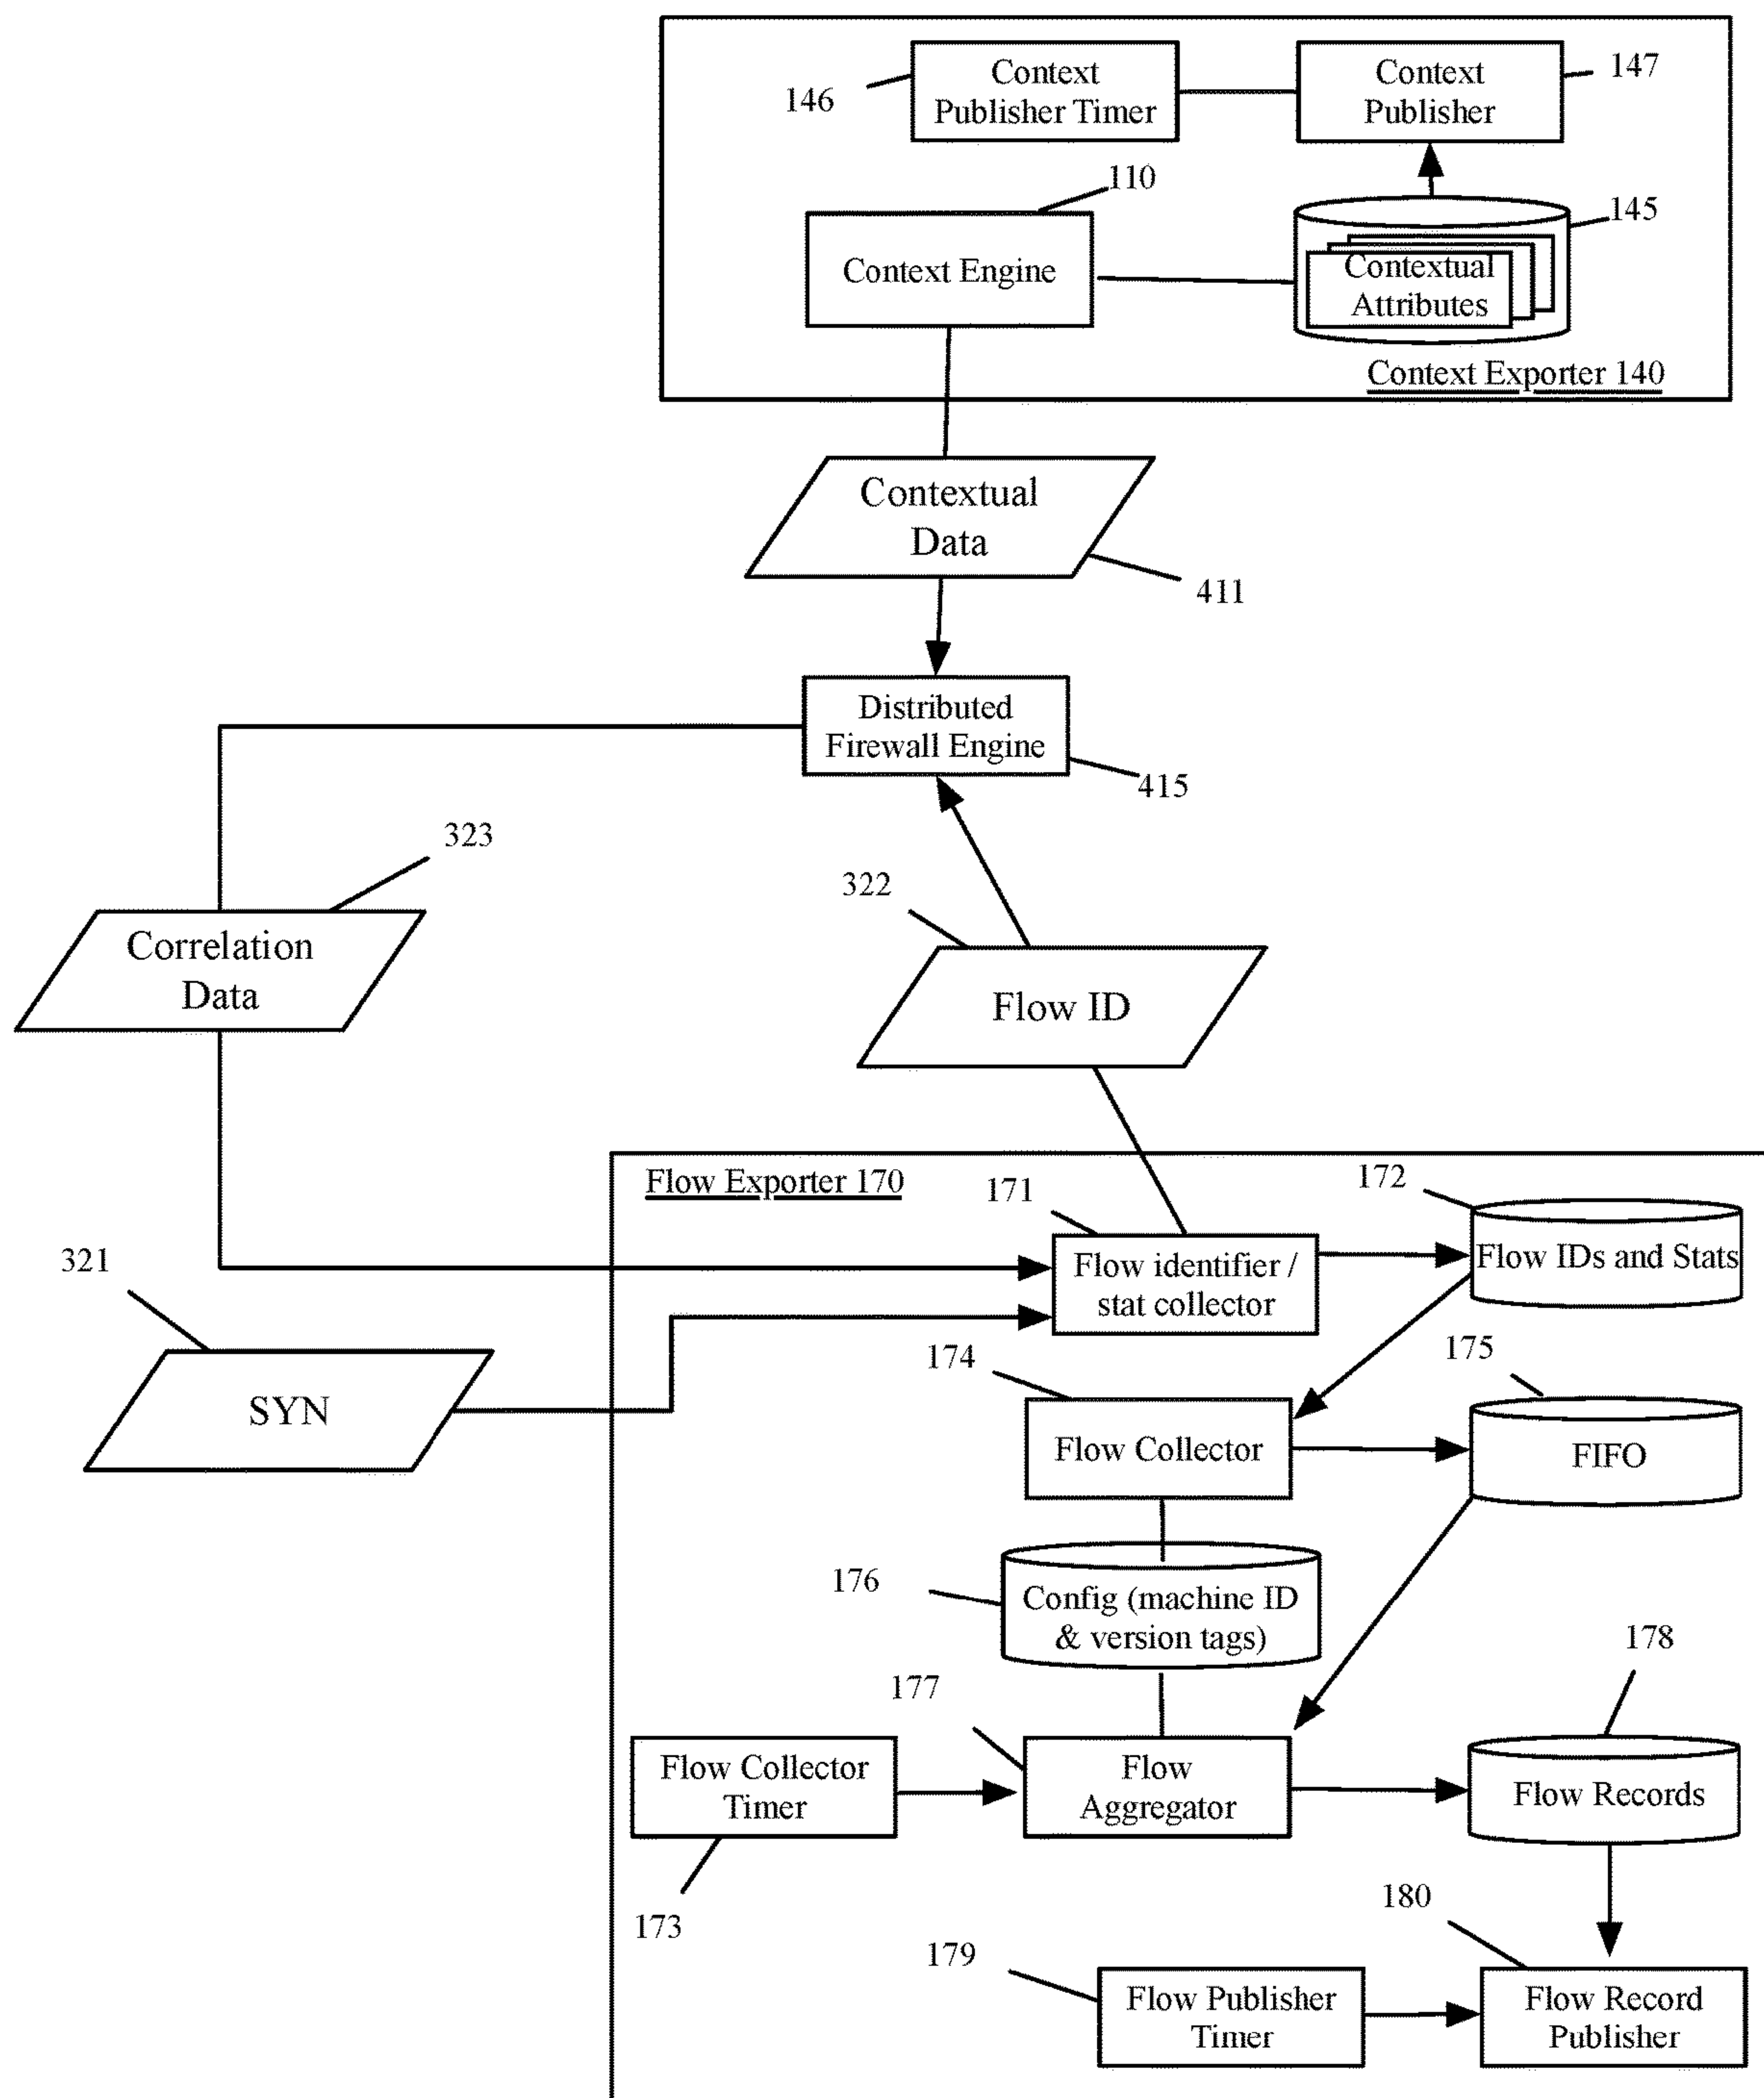 Context
Publisher Timer
146
Context
Publisher
147
110
Context Engine
145
Contextual
Attributes
Context Exporter 140
Contextual
Data
411
Distributed
Firewall Engine
415
323
Correlation
Data
322
Flow ID
Flow Exporter 170
171
172
Flow identifier /
stat collector
Flow IDs and Stats
321
SYN
174
175
Flow Collector
FIFO
176
Config (machine ID
& version tags)
177
178
Flow Collector
Timer
173
Flow
Aggregator
Flow Records
180
179
Flow Publisher
Timer
Flow Record
Publisher